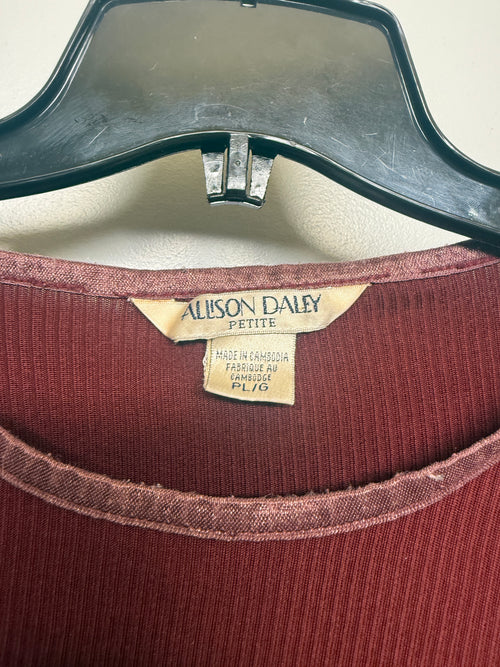 ALLISON DALEY
PETITE
MADE IN CAMBODIA
FABRIQUE AU
CAMBODGE
PL/G